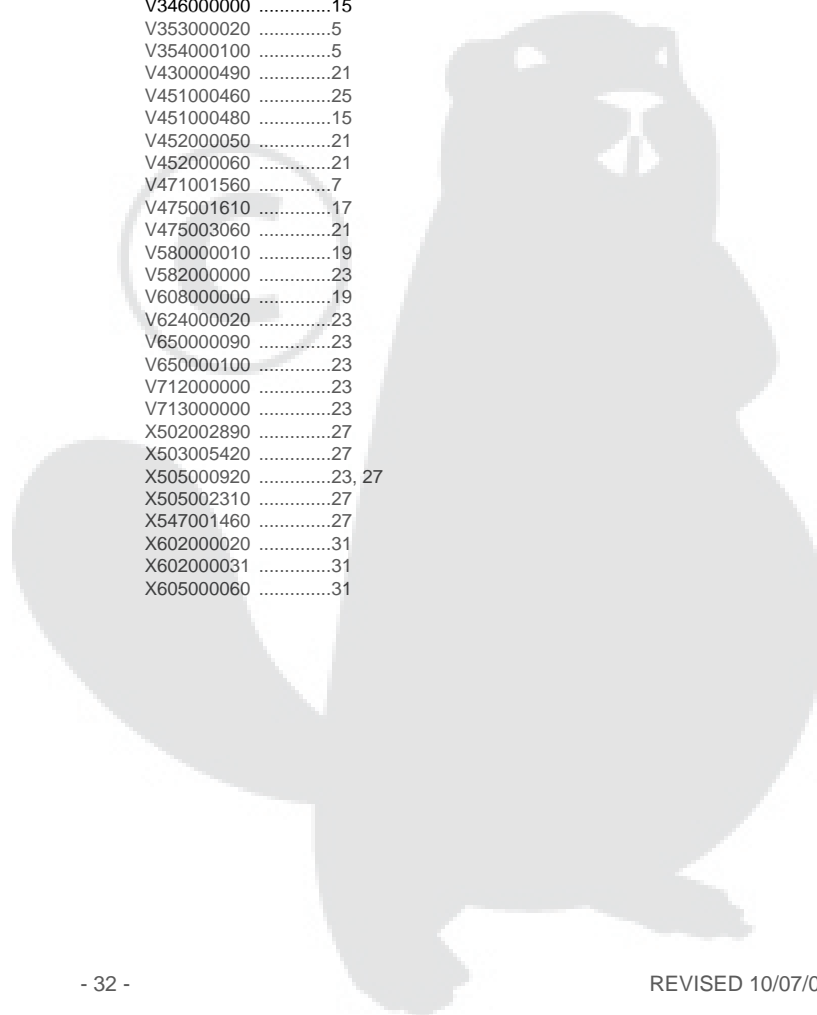 V346000000 ..............15
V353000020 ..............5
V354000100 ..............5
V430000490 ..............21
V451000460 ..............25
V451000480 ..............15
V452000050 ..............21
V452000060 ..............21
V471001560 ..............7
V475001610 ..............17
V475003060 ..............21
V580000010 ..............19
V582000000 ..............23
V608000000 ..............19
V624000020 ..............23
V650000090 ..............23
V650000100 ..............23
V712000000 ..............23
V713000000 ..............23
X502002890 ..............27
X503005420 ..............27
X505000920 ..............23, 27
X505002310 ..............27
X547001460 ..............27
X602000020 ..............31
X602000031 ..............31
X605000060 ..............31
©
- 32 -
REVISED 10/07/0